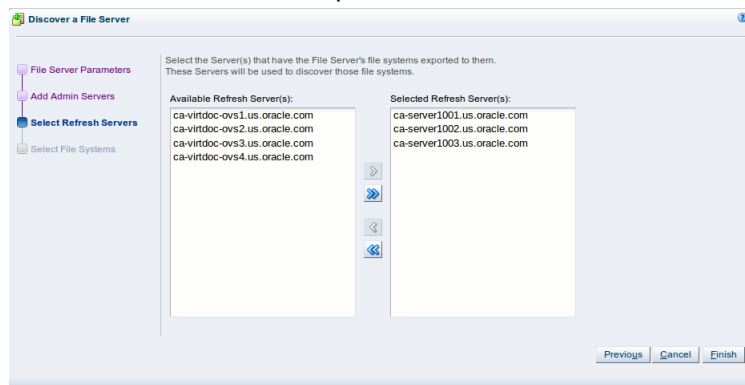 Discover a File Server
Select the Server(s) that have the File Server's file systems exported to them.
These Servers will be used to discover those file systems.
File Server Parameters
Add Admin Servers
Select Refresh Servers
Select File Systems
Available Refresh Server(s):
ca-virtdoc-ovs1.us.oracle.com
ca-virtdoc-ovs2.us.oracle.com
ca-virtdoc-ovs3.us.oracle.com
ca-virtdoc-ovs4.us.oracle.com
Selected Refresh Server(s):
ca-server1001.us.oracle.com
ca-server1002.us.oracle.com
ca-server1003.us.oracle.com
Previous Cancel Finish